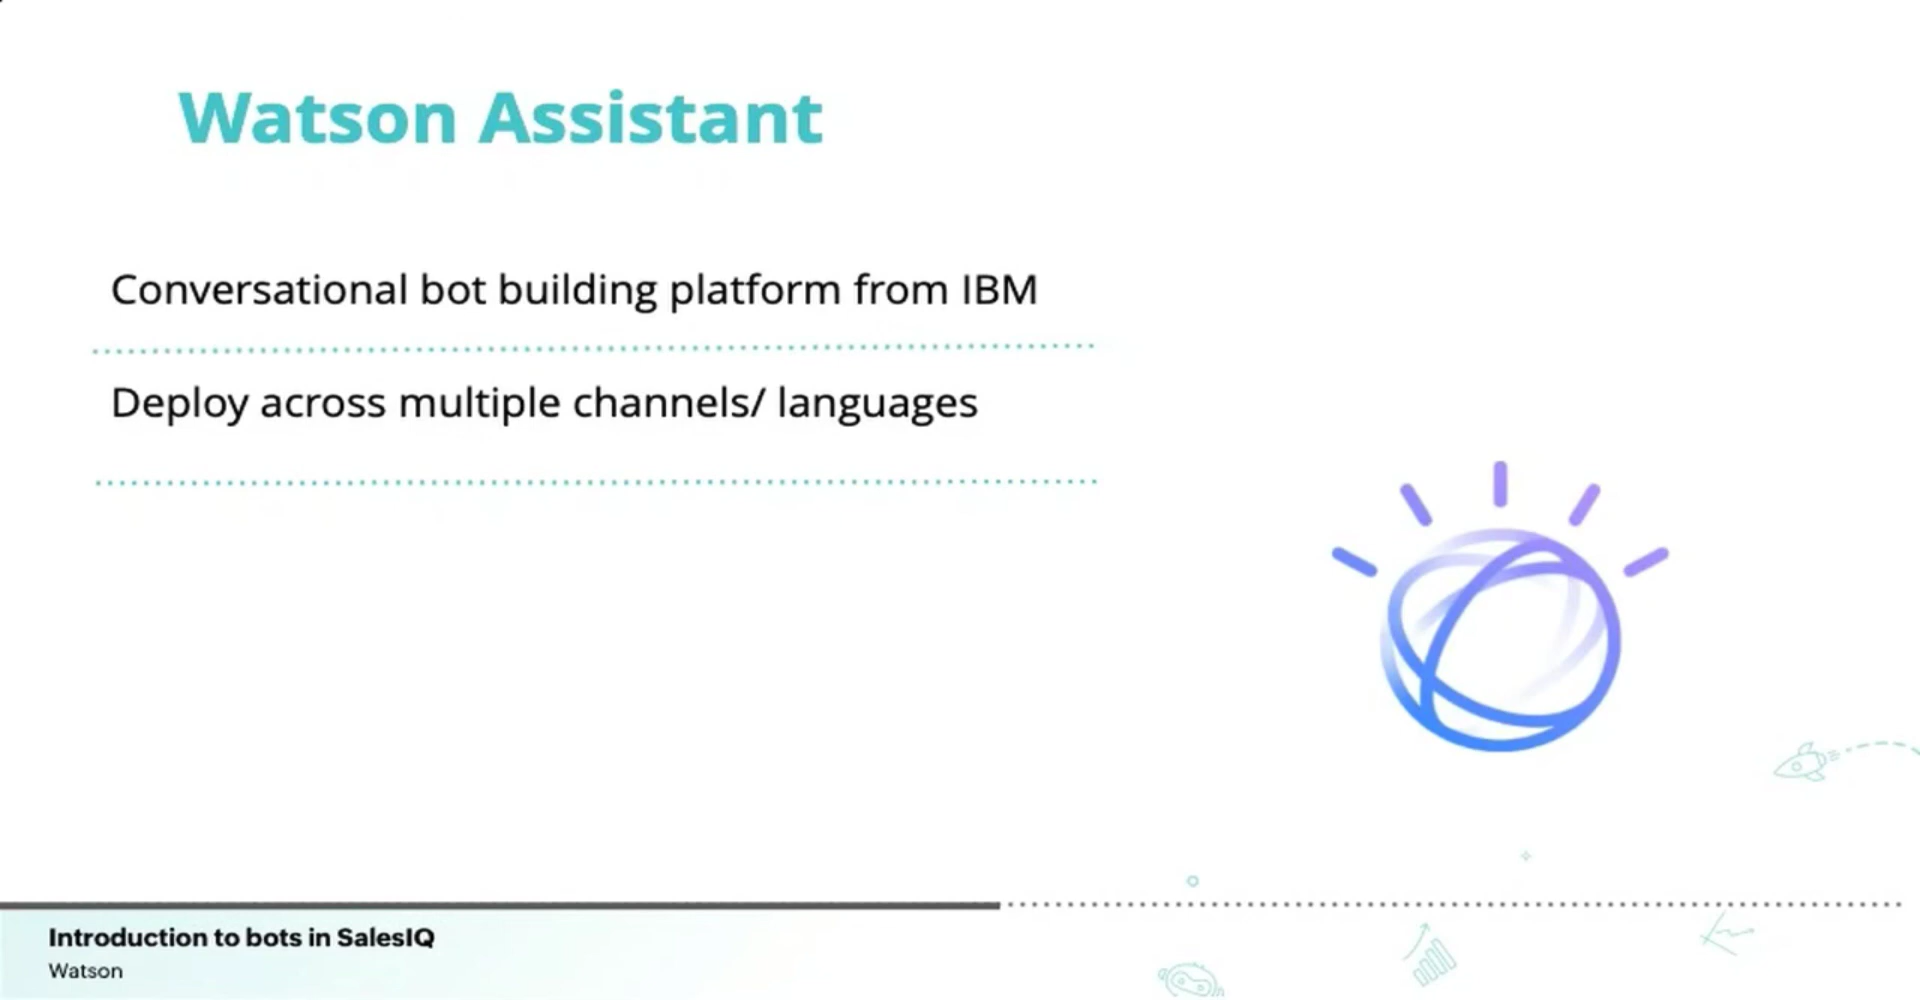 Watson Assistant
Conversational bot building platform from IBM
Deploy across multiple channels/ languages
Introduction to bots in SalesIQ
Watson